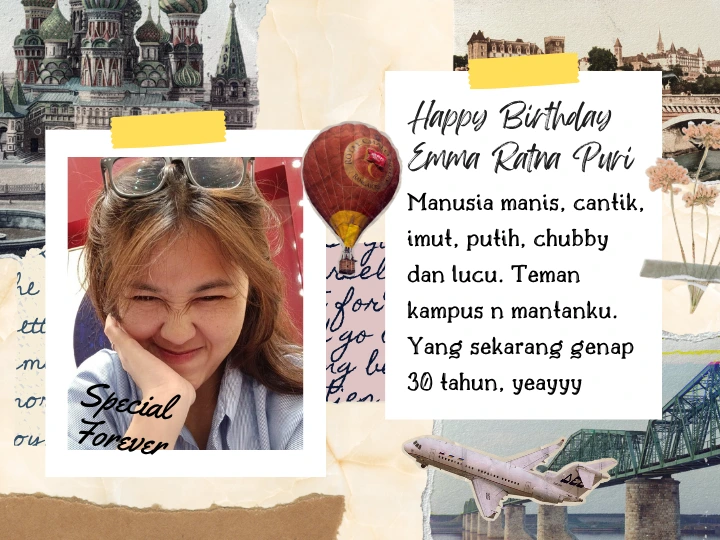 Happy Birthday
Emma Ratna Puri
Manusia manis, cantik,
imut, putih, chubby
dan lucu. Teman
kampus n mantanku.
Yang sekarang genap
30 tahun, yeayyy
Special
Forever